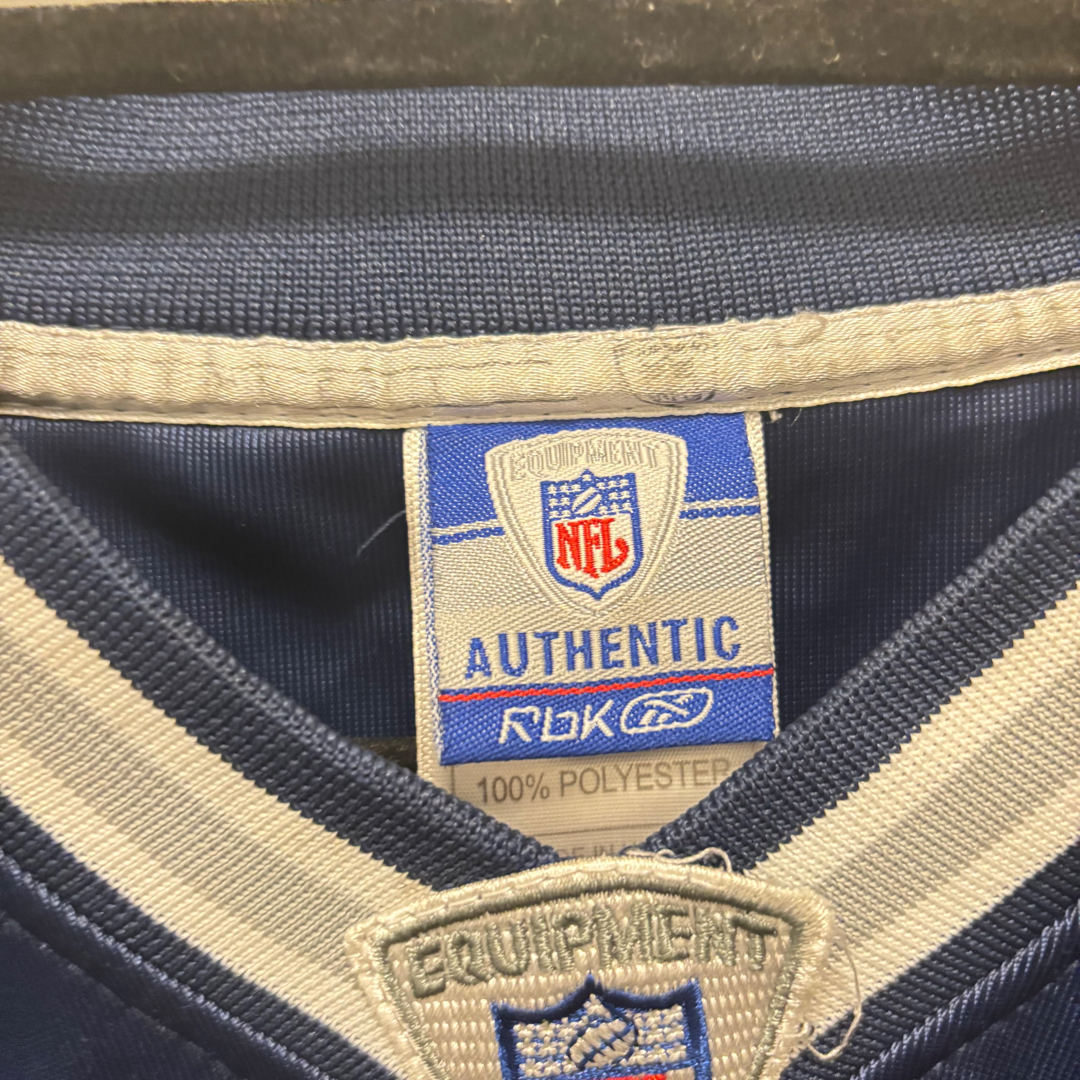 EQUIPMENT
NFL
AUTHENTIC
RbK
100% POLYESTER
EQUIPMENT